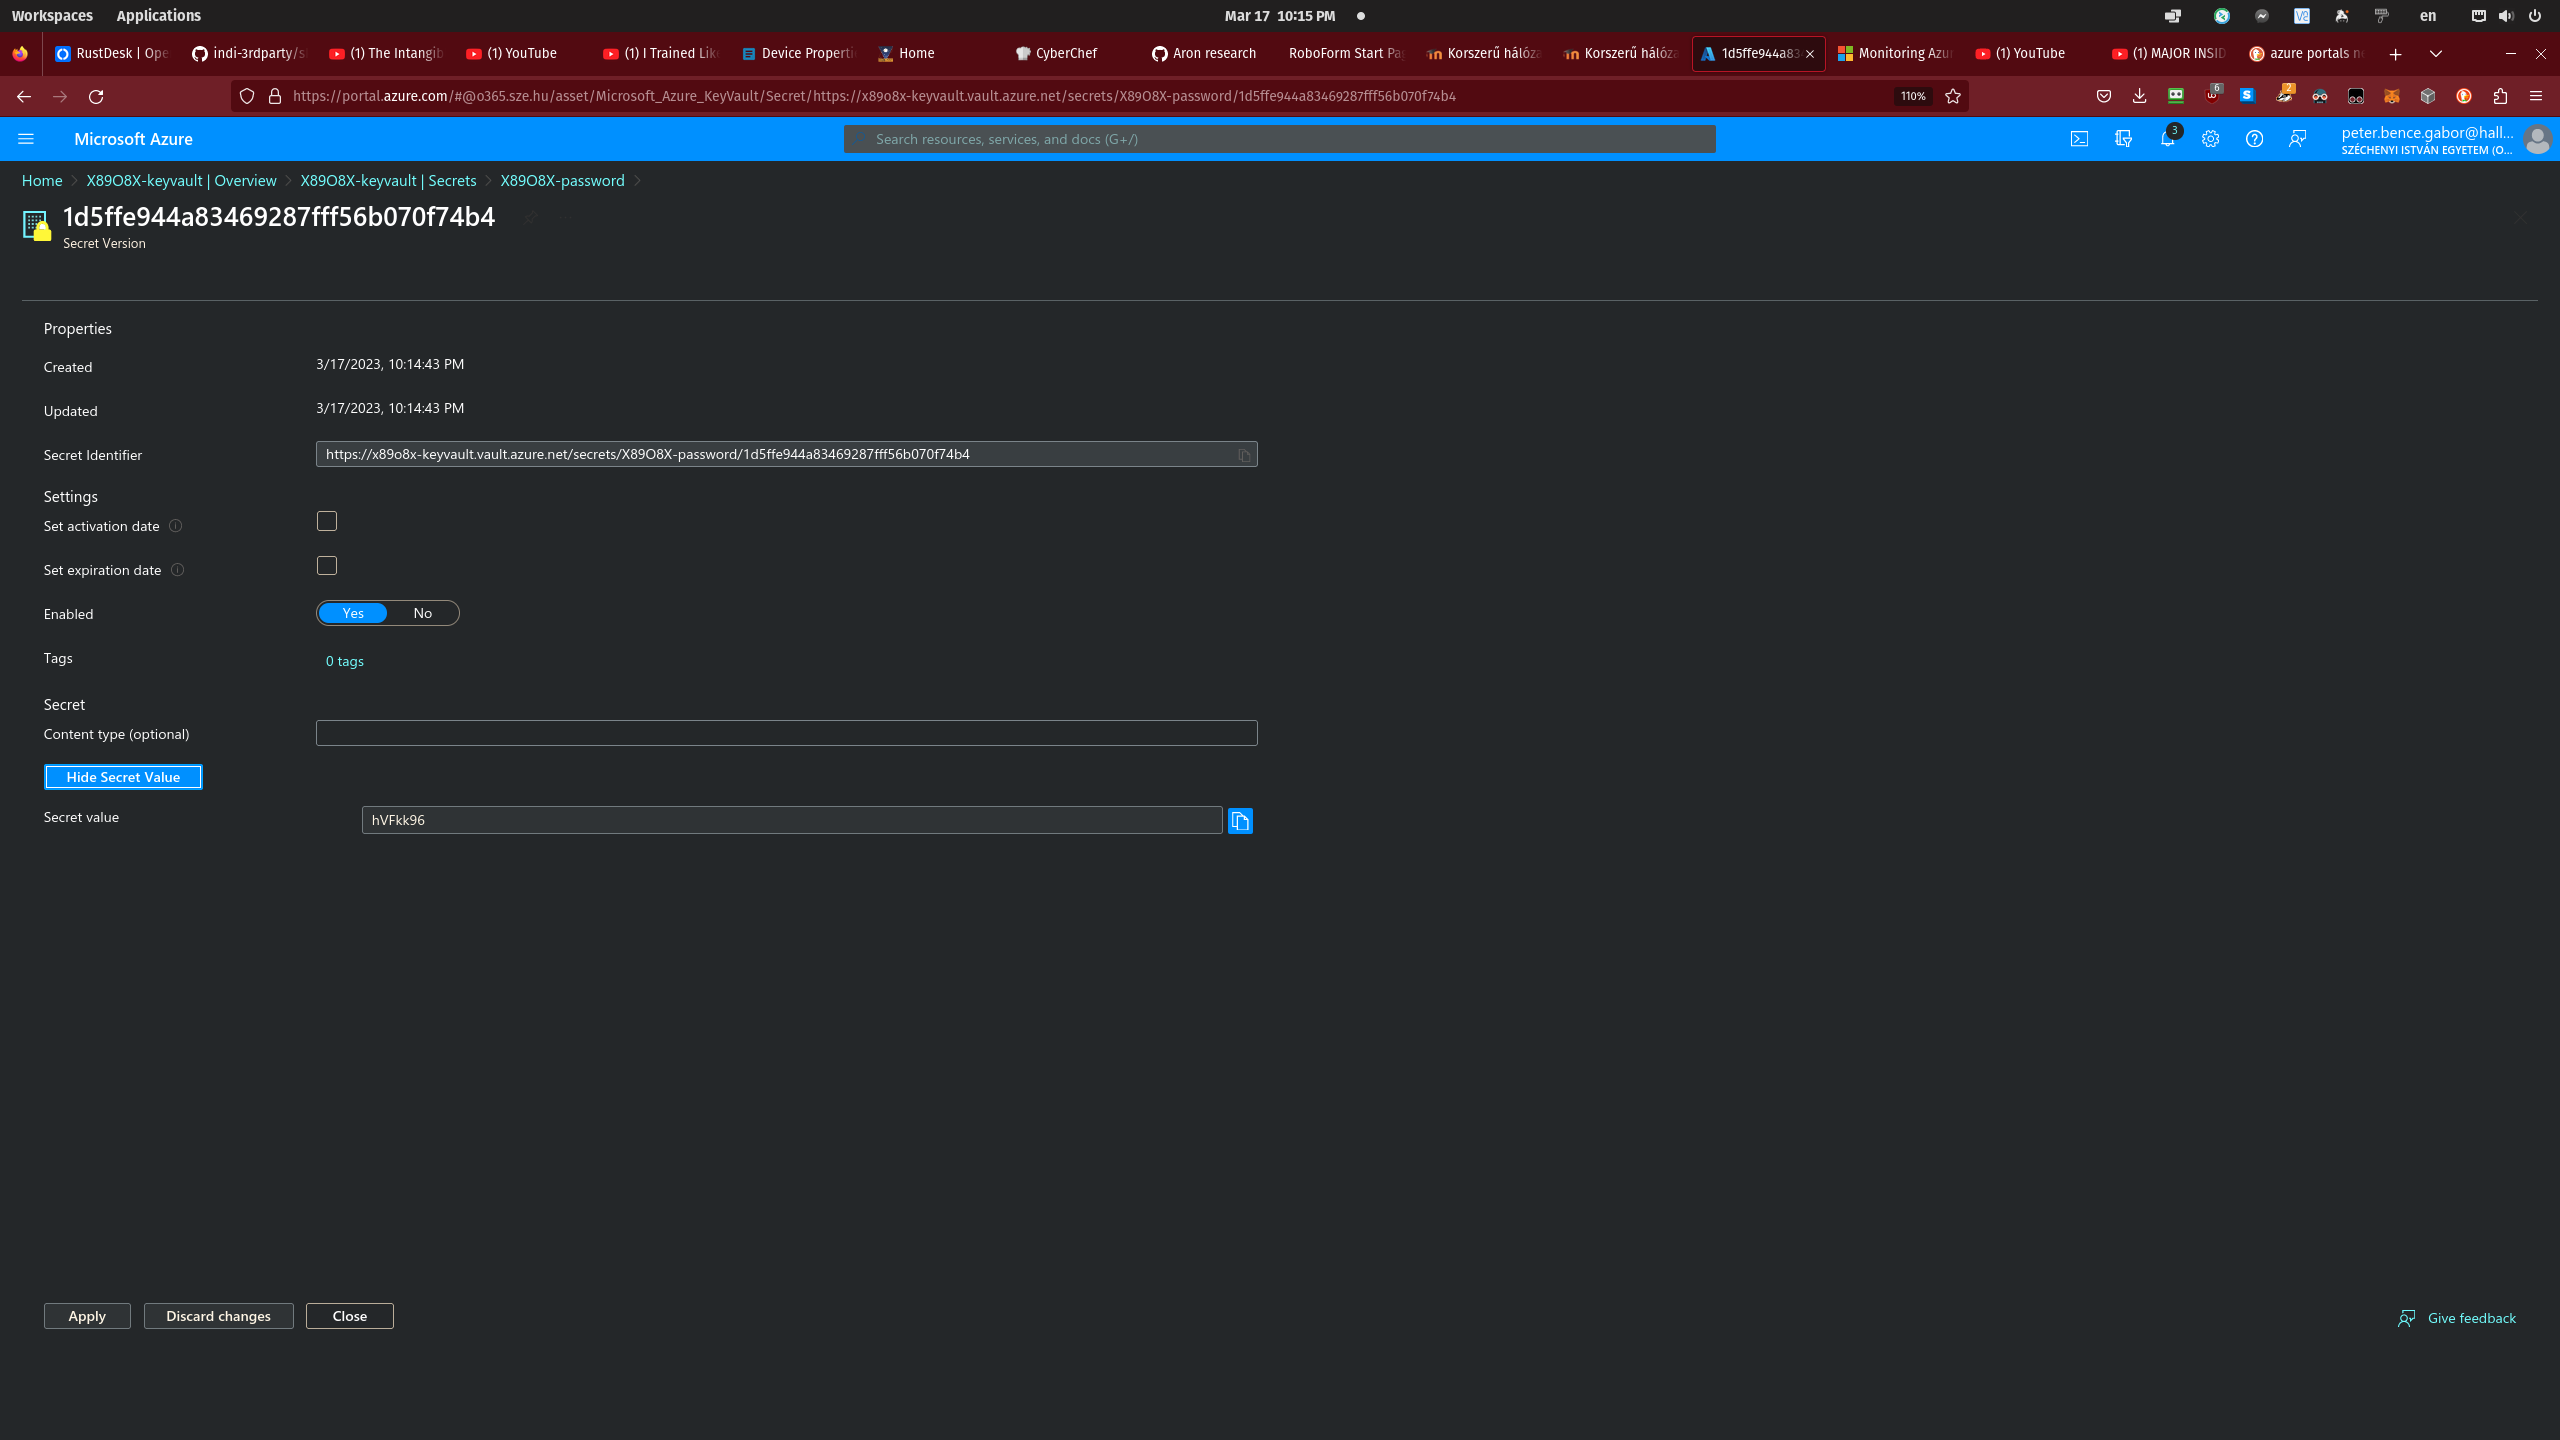 Workspaces Applications Mar 17 10:15 PM en
RustDesk | Ope indi-3rdparty/s (1) The Intangib (1) YouTube (1) I Trained Lik Device Properti Home CyberChef Aron research RoboForm Start Pa Korszerű hálóza Korszerű hálóza 1d5ffe944a83 Monitoring Azur (1) YouTube (1) MAJOR INSID azure portals n
https://portal.azure.com/#@o365.sze.hu/asset/Microsoft_Azure_KeyVault/Secret/https://x89o8x-keyvault.vault.azure.net/secrets/X89O8X-password/1d5ffe944a83469287fff56b070f74b4 110% 6 2
Microsoft Azure Search resources, services, and docs (G+/) 3 peter.bence.gabor@hall...
SZÉCHENYI ISTVÁN EGYETEM (O...
Home X89O8X-keyvault | Overview X89O8X-keyvault | Secrets X89O8X-password
1d5ffe944a83469287fff56b070f74b4
Secret Version
Properties
Created 3/17/2023, 10:14:43 PM
Updated 3/17/2023, 10:14:43 PM
Secret Identifier https://x89o8x-keyvault.vault.azure.net/secrets/X89O8X-password/1d5ffe944a83469287fff56b070f74b4
Settings
Set activation date
Set expiration date
Enabled Yes No
Tags 0 tags
Secret
Content type (optional)
Hide Secret Value
Secret value hVFkk96
Apply Discard changes Close Give feedback